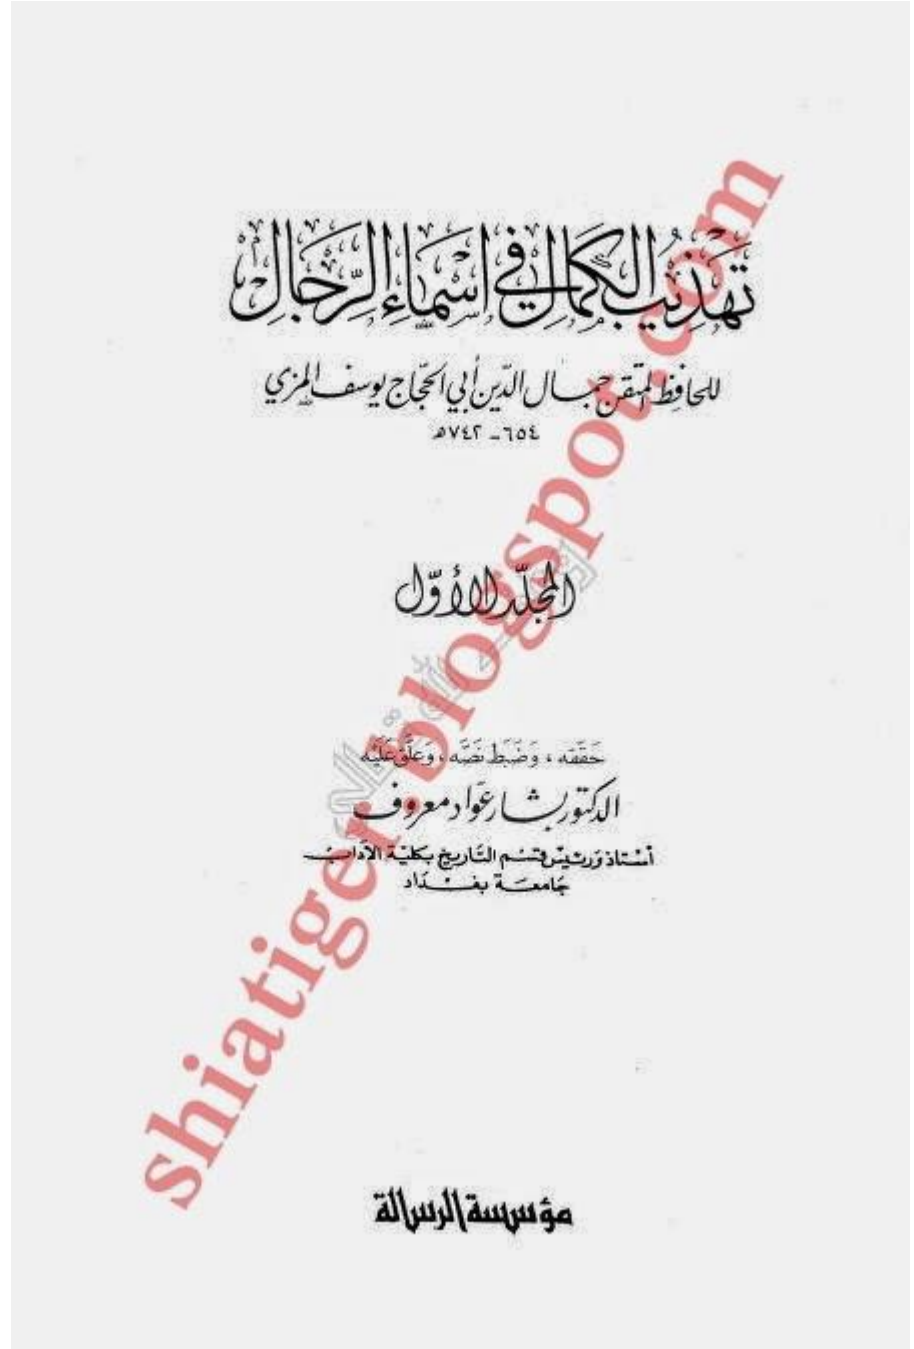 تهذيب الكمال في أسماء الرجال
للحافظ المتقن جمال الدين أبي الحجاج يوسف المزي
٦٥٤ - ٧٤٢ھ
المجلد الأول
حققه ، وضبط نصه ، وعلق عليه
الدكتور بشار عواد معروف
أستاذ ورئيس قسم التاريخ بكلية الآداب
جامعة بغداد
مؤسسة الرسالة
shiatiger.blogspot.com